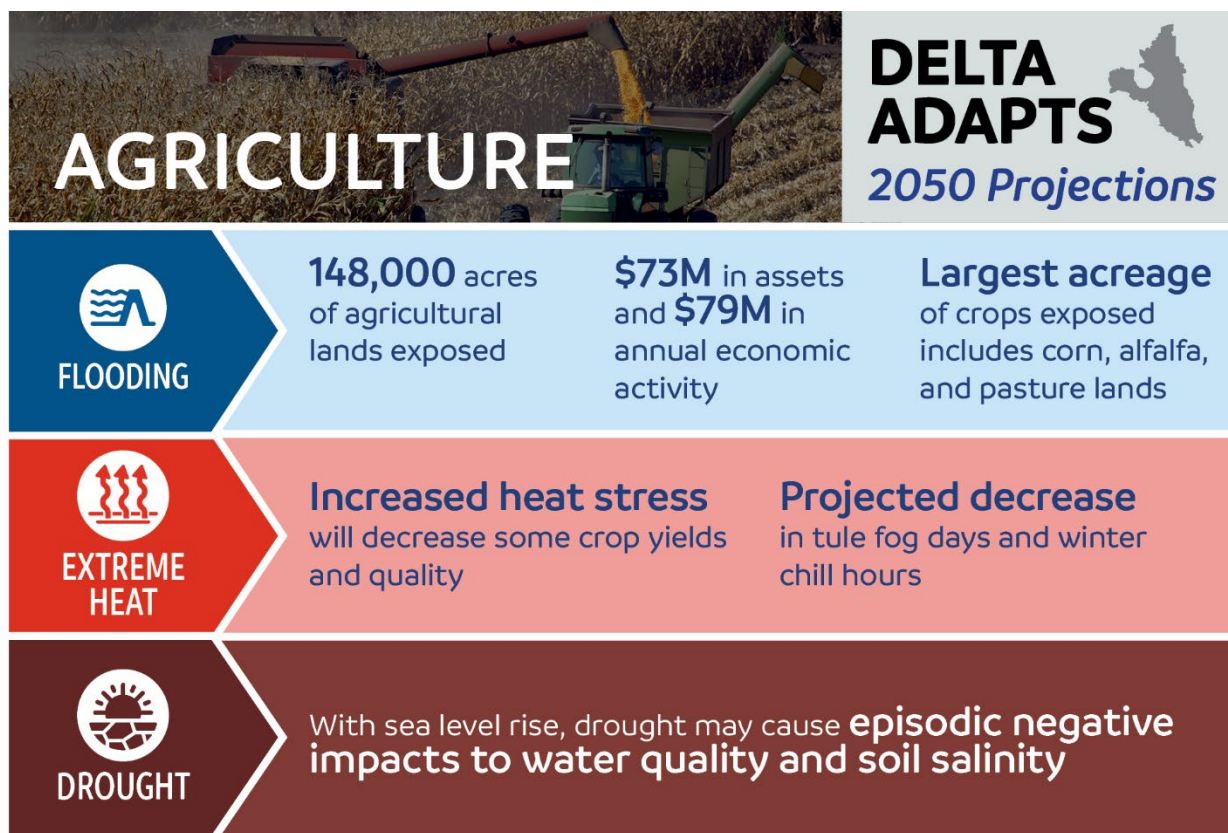 AGRICULTURE
DELTA
ADAPTS
2050 Projections
FLOODING
148,000 acres
of agricultural
lands exposed
$73M in assets
and $79M in
annual economic
activity
Largest acreage
of crops exposed
includes corn, alfalfa,
and pasture lands
EXTREME
HEAT
Increased heat stress
will decrease some crop yields
and quality
Projected decrease
in tule fog days and winter
chill hours
DROUGHT
With sea level rise, drought may cause episodic negative
impacts to water quality and soil salinity